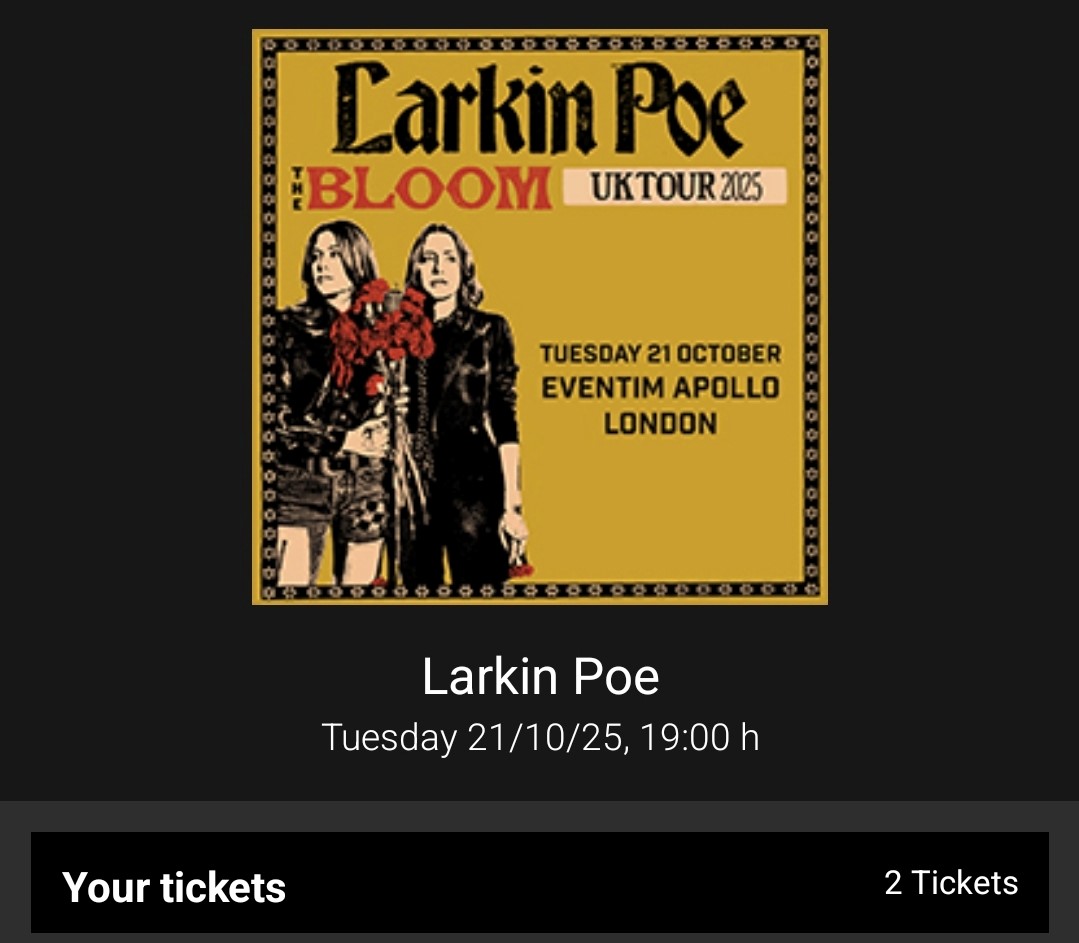 Larkin Poe
THE BLOOM UK TOUR 2025
TUESDAY 21 OCTOBER
EVENTIM APOLLO
LONDON
Larkin Poe
Tuesday 21/10/25, 19:00 h
Your tickets 2 Tickets